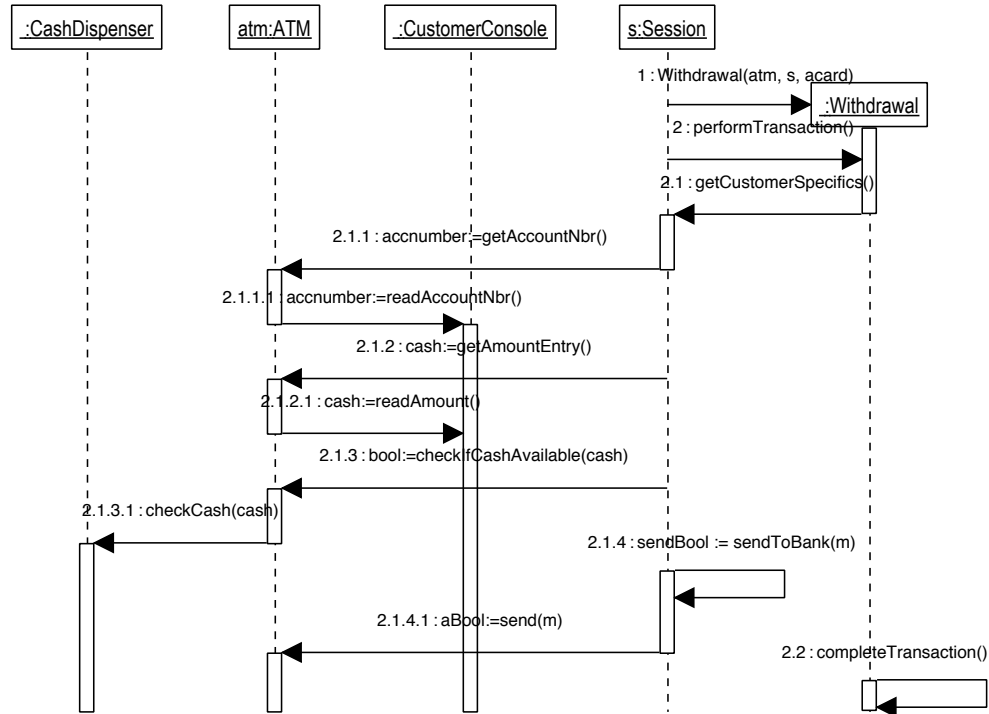 :CashDispenser
atm:ATM
:CustomerConsole
s:Session
1 : Withdrawal(atm, s, acard)
:Withdrawal
2 : performTransaction()
2.1 : getCustomerSpecifics()
2.1.1 : accnumber:=getAccountNbr()
2.1.1.1 : accnumber:=readAccountNbr()
2.1.2 : cash:=getAmountEntry()
2.1.2.1 : cash:=readAmount()
2.1.3 : bool:=checkIfCashAvailable(cash)
2.1.3.1 : checkCash(cash)
2.1.4 : sendBool := sendToBank(m)
2.1.4.1 : aBool:=send(m)
2.2 : completeTransaction()